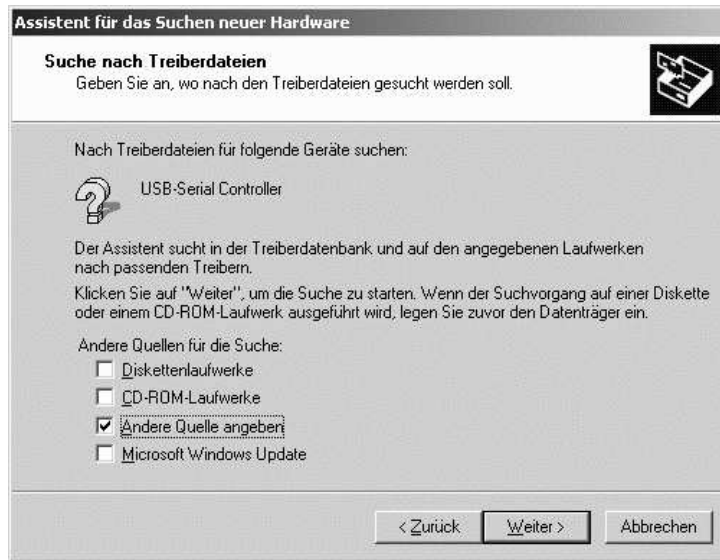 Assistent für das Suchen neuer Hardware
Suche nach Treiberdateien
Geben Sie an, wo nach den Treiberdateien gesucht werden soll.
Nach Treiberdateien für folgende Geräte suchen:
USB-Serial Controller
Der Assistent sucht in der Treiberdatenbank und auf den angegebenen Laufwerken
nach passenden Treibern.
Klicken Sie auf "Weiter", um die Suche zu starten. Wenn der Suchvorgang auf einer Diskette
oder einem CD-ROM-Laufwerk ausgeführt wird, legen Sie zuvor den Datenträger ein.
Andere Quellen für die Suche:
Diskettenlaufwerke
CD-ROM-Laufwerke
Andere Quelle angeben
Microsoft Windows Update
< Zurück Weiter > Abbrechen